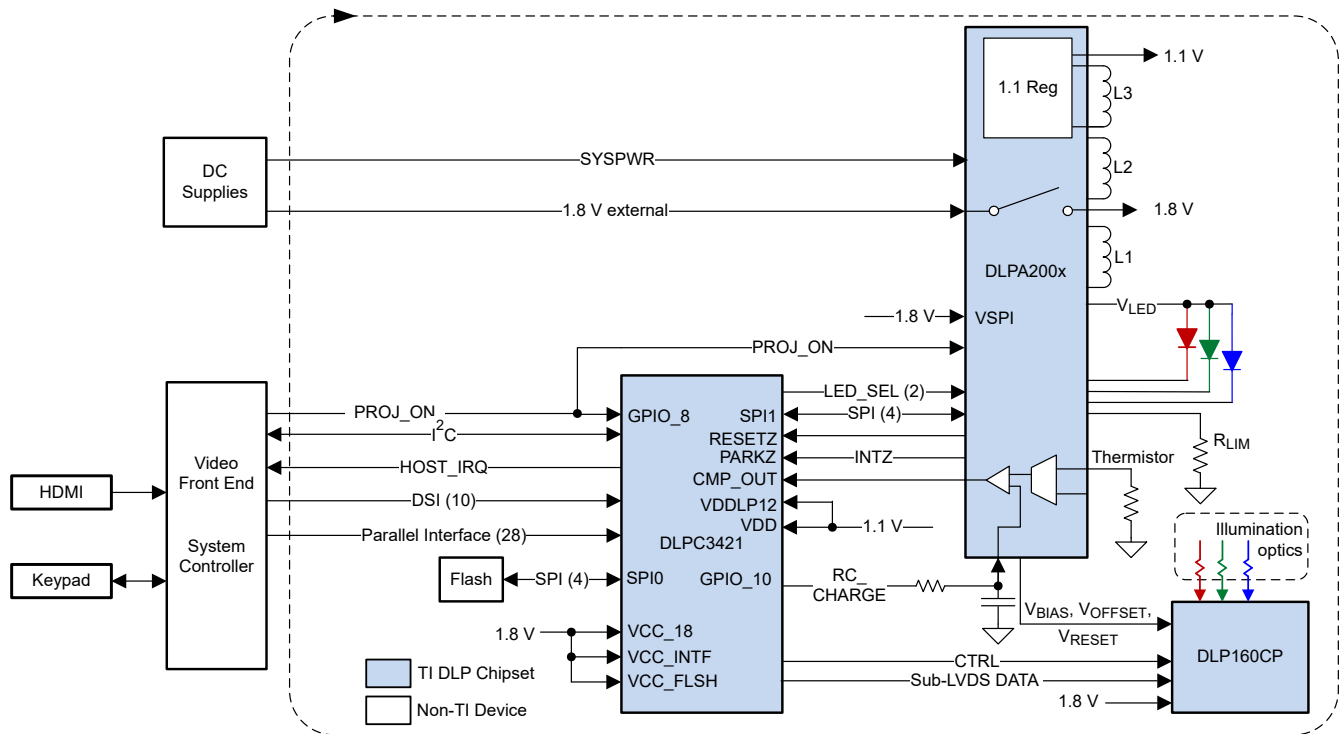 1.1 V
1.1 Reg
L3
DC
Supplies
SYSPWR
L2
1.8 V external
1.8 V
DLPA200x
L1
VLED
1.8 V
VSPI
PROJ_ON
LED_SEL (2)
PROJ_ON
GPIO_8
SPI1
SPI (4)
I2C
RESETZ
RLIM
Video
Front End
System
Controller
HOST_IRQ
PARKZ
INTZ
Thermistor
CMP_OUT
HDMI
DSI (10)
VDDLP12
VDD
1.1 V
Parallel Interface (28)
DLPC3421
Illumination
optics
Keypad
Flash
SPI (4)
SPI0
GPIO_10
RC_
CHARGE
VBIAS, VOFFSET,
VRESET
1.8 V
VCC_18
VCC_INTF
VCC_FLSH
CTRL
Sub-LVDS DATA
1.8 V
DLP160CP
TI DLP Chipset
Non-TI Device